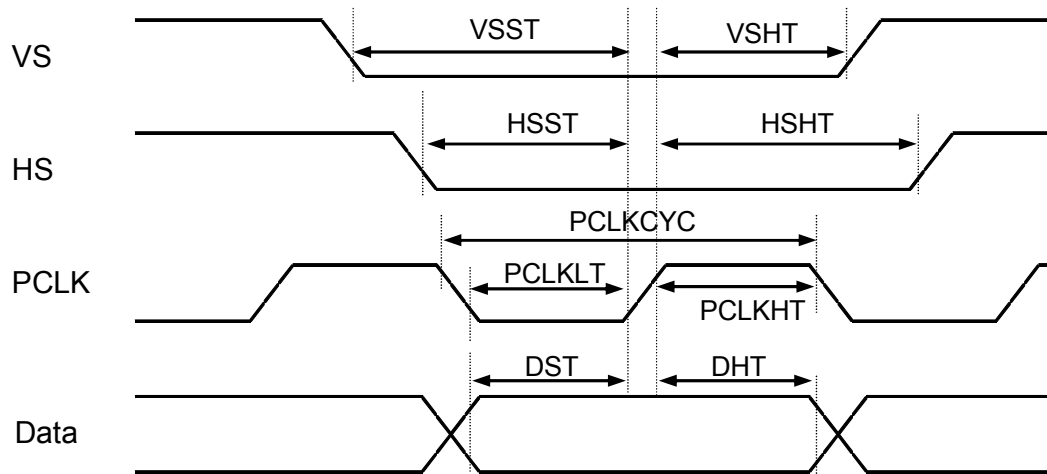 VS
VSST VSHT
HS
HSST HSHT
PCLKCYC
PCLK
PCLKLT
PCLKHT
DST DHT
Data